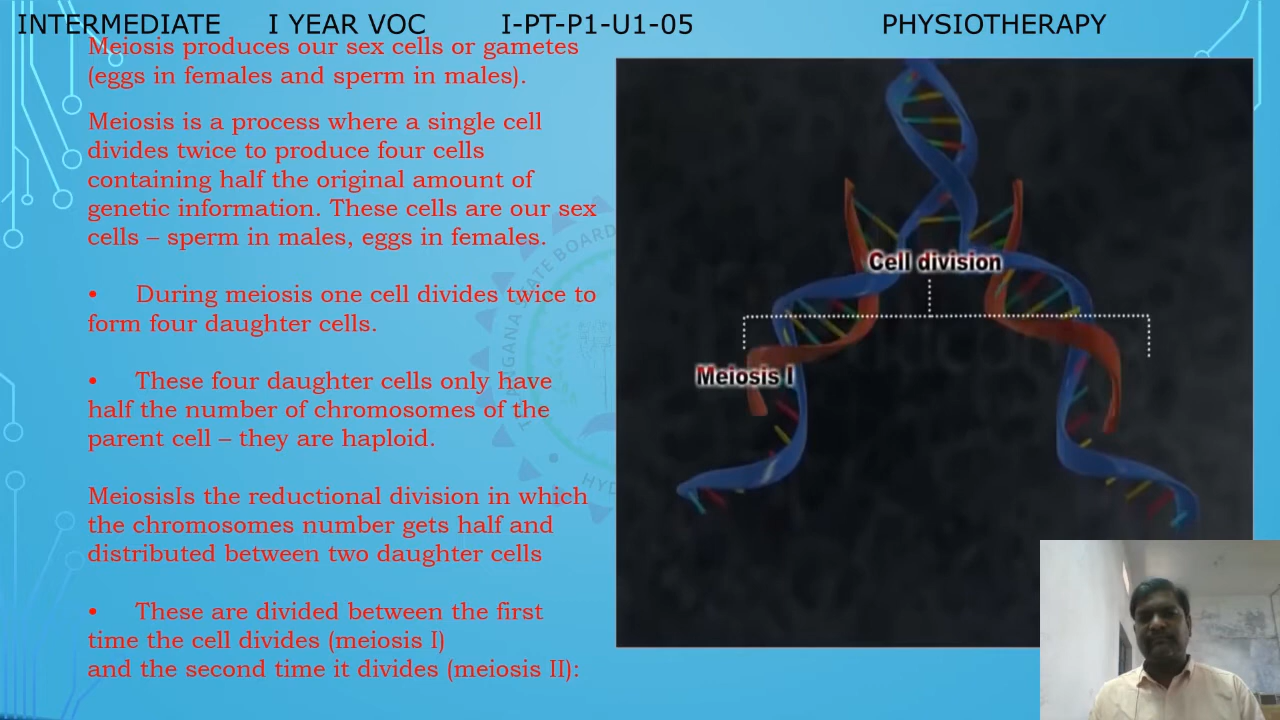 INTERMEDIATE I YEAR VOC I-PT-P1-U1-05 PHYSIOTHERAPY
Meiosis produces our sex cells or gametes
(eggs in females and sperm in males).
Meiosis is a process where a single cell
divides twice to produce four cells
containing half the original amount of
genetic information. These cells are our sex
cells – sperm in males, eggs in females.
• During meiosis one cell divides twice to
form four daughter cells.
• These four daughter cells only have
half the number of chromosomes of the
parent cell – they are haploid.
MeiosisIs the reductional division in which
the chromosomes number gets half and
distributed between two daughter cells
• These are divided between the first
time the cell divides (meiosis I)
and the second time it divides (meiosis II):
Cell division
Meiosis I
STATE BOARD